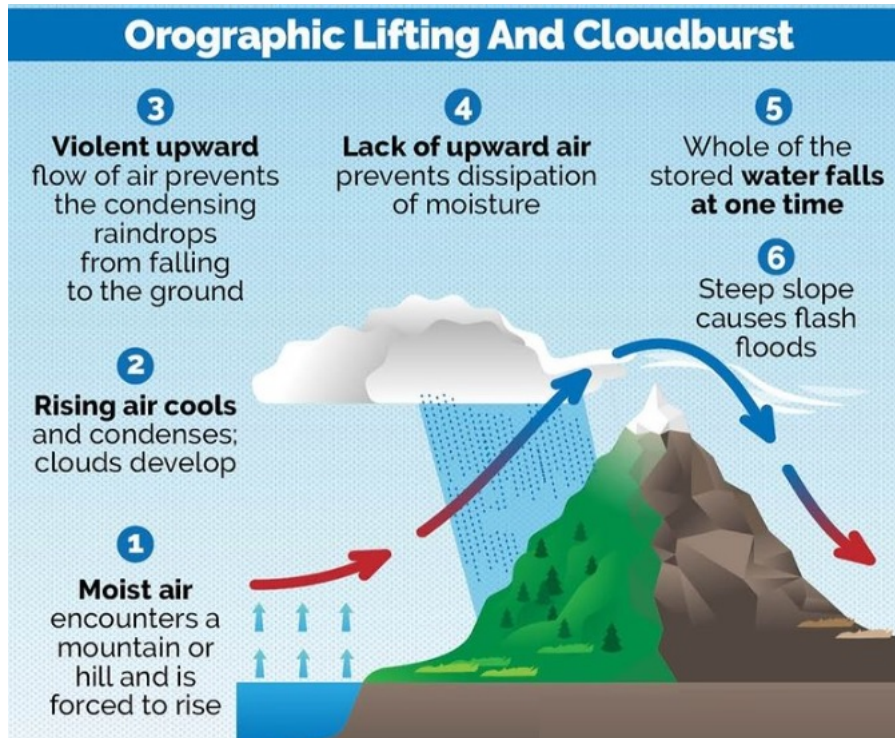 Orographic Lifting And Cloudburst
1
Moist air
encounters a
mountain or
hill and is
forced to rise
2
Rising air cools
and condenses;
clouds develop
3
Violent upward
flow of air prevents
the condensing
raindrops
from falling
to the ground
4
Lack of upward air
prevents dissipation
of moisture
5
Whole of the
stored water falls
at one time
6
Steep slope
causes flash
floods